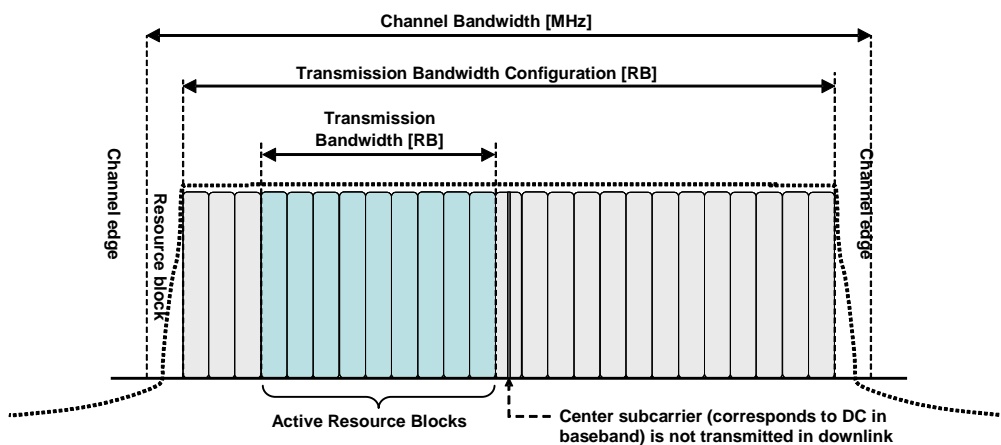 Channel Bandwidth [MHz]
Transmission Bandwidth Configuration [RB]
Transmission
Bandwidth [RB]
Channel edge
Resource block
Channel edge
Active Resource Blocks
Center subcarrier (corresponds to DC in
baseband) is not transmitted in downlink